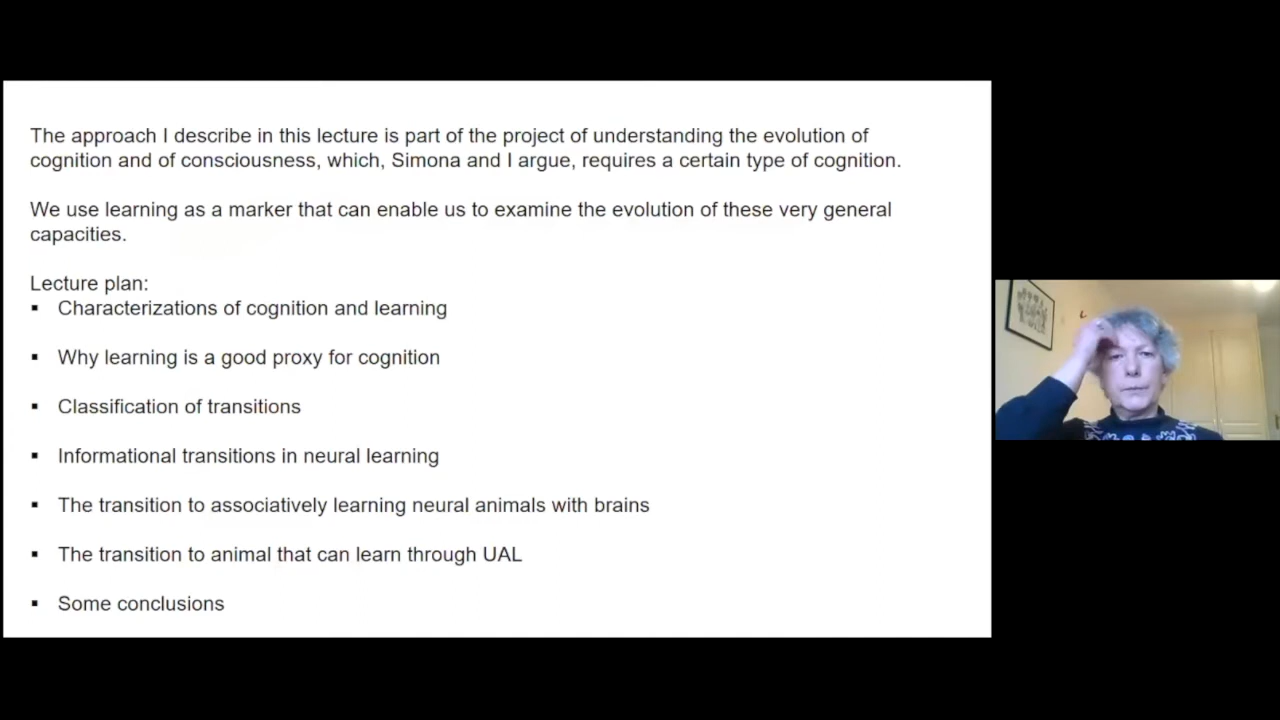 The approach I describe in this lecture is part of the project of understanding the evolution of
cognition and of consciousness, which, Simona and I argue, requires a certain type of cognition.
We use learning as a marker that can enable us to examine the evolution of these very general
capacities.
Lecture plan:
▪ Characterizations of cognition and learning
▪ Why learning is a good proxy for cognition
▪ Classification of transitions
▪ Informational transitions in neural learning
▪ The transition to associatively learning neural animals with brains
▪ The transition to animal that can learn through UAL
▪ Some conclusions